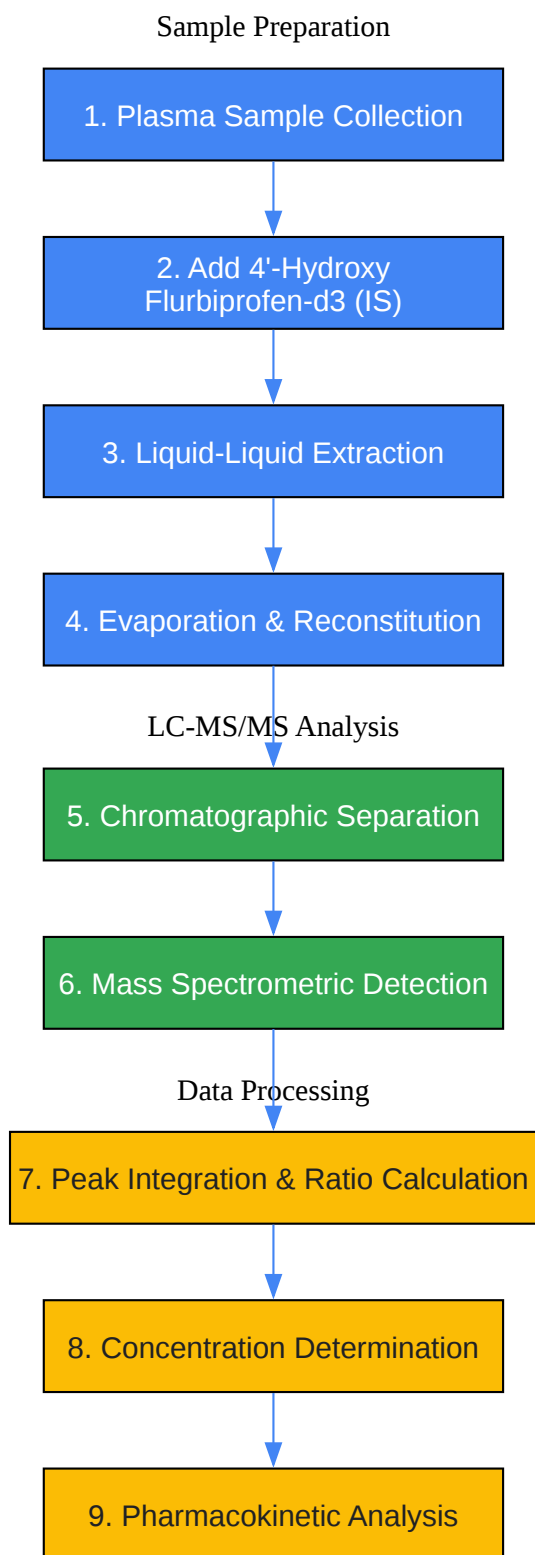 Sample Preparation
1. Plasma Sample Collection
2. Add 4'-Hydroxy
Flurbiprofen-d3 (IS)
3. Liquid-Liquid Extraction
4. Evaporation & Reconstitution
LC-MS/MS Analysis
5. Chromatographic Separation
6. Mass Spectrometric Detection
Data Processing
7. Peak Integration & Ratio Calculation
8. Concentration Determination
9. Pharmacokinetic Analysis